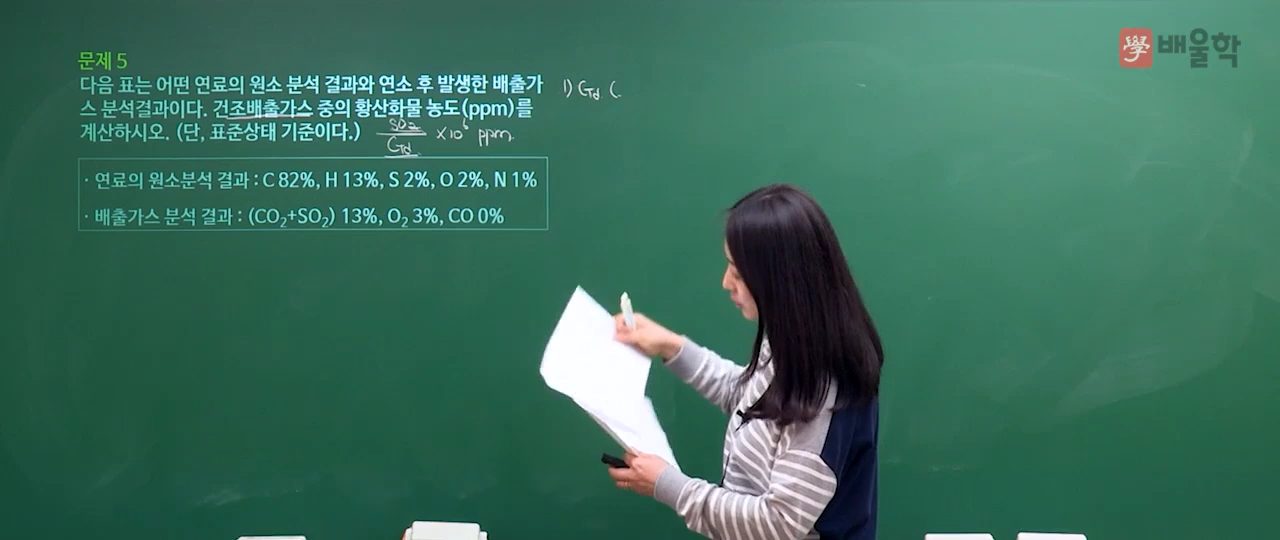 學 배울학
문제 5
다음 표는 어떤 연료의 원소 분석 결과와 연소 후 발생한 배출가
스 분석결과이다. 건조배출가스 중의 황산화물 농도(ppm)를
계산하시오. (단, 표준상태 기준이다.)
SO2
Gd
×10⁶ ppm.
1) Gd (
· 연료의 원소분석 결과 : C 82%, H 13%, S 2%, O 2%, N 1%
· 배출가스 분석 결과 : (CO₂+SO₂) 13%, O₂ 3%, CO 0%